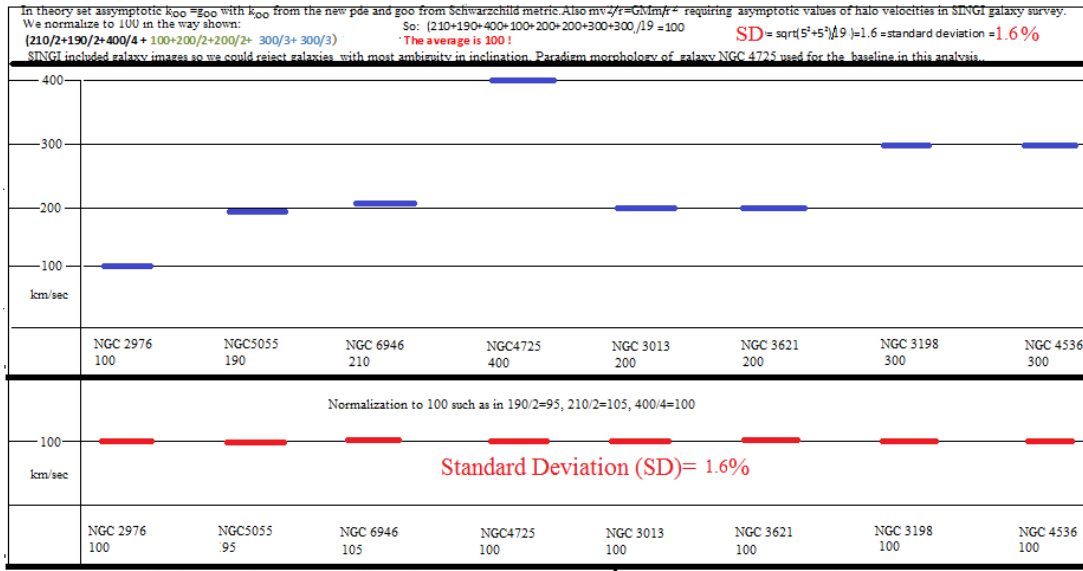 In theory set assymptotic κoo =goo with κoo from the new pde and goo from Schwarzchild metric. Also mv2/r=GMm/r2 requiring asymptotic values of halo velocities in SINGI galaxy survey.
We normalize to 100 in the way shown:
So: (210+190+400+100+200+200+300+300)/19 =100
SD= sqrt(5²+5²)/19.)=1.6 =standard deviation =1.6%
(210/2+190/2+400/4 + 100+200/2+200/2+ 300/3+ 300/3)
The average is 100 !
SINGI included galaxy images so we could reject galaxies with most ambiguity in inclination. Paradigm morphology of galaxy NGC 4725 used for the baseline in this analysis..
400
300
200
100
km/sec
NGC 2976 NGC5055 NGC 6946 NGC4725 NGC 3013 NGC 3621 NGC 3198 NGC 4536
100 190 210 400 200 200 300 300
Normalization to 100 such as in 190/2=95, 210/2=105, 400/4=100
100
km/sec
Standard Deviation (SD)= 1.6%
NGC 2976 NGC5055 NGC 6946 NGC4725 NGC 3013 NGC 3621 NGC 3198 NGC 4536
100 95 105 100 100 100 100 100